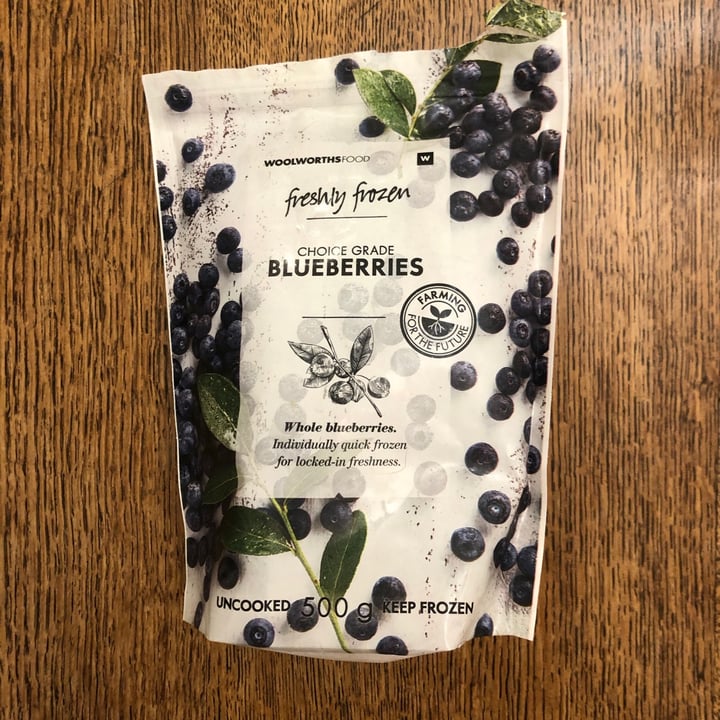 WOOLWORTHSFOOD
W
freshly frozen
CHOICE GRADE
BLUEBERRIES
FARMING
FOR THE FUTURE
Whole blueberries.
Individually quick frozen
for locked-in freshness.
UNCOOKED 500 g KEEP FROZEN